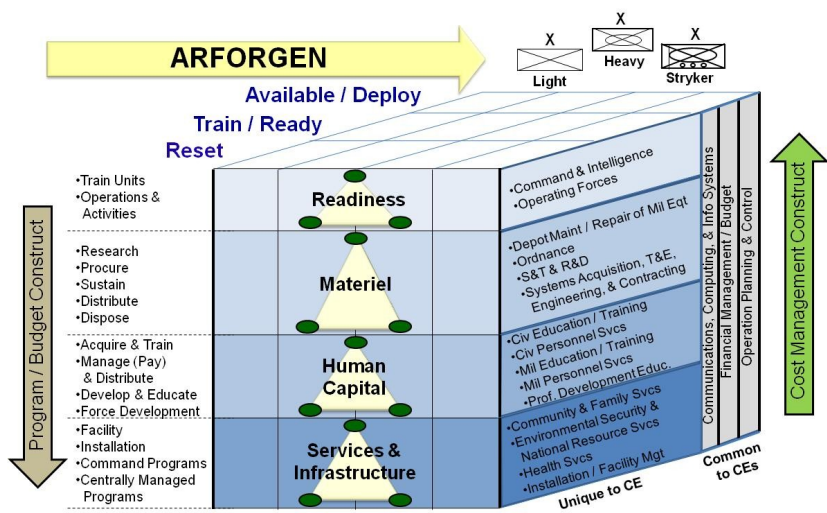 ARFORGEN
X
X
X
Light
Heavy
Stryker
Available / Deploy
Train / Ready
Reset
Program / Budget Construct
•Train Units
•Operations &
Activities
Readiness
•Command & Intelligence
•Operating Forces
•Research
•Procure
•Sustain
•Distribute
•Dispose
Materiel
•Depot Maint / Repair of Mil Eqt
•Ordnance
•S&T & R&D
•Systems Acquisition, T&E,
Engineering, & Contracting
•Acquire & Train
•Manage (Pay)
& Distribute
•Develop & Educate
•Force Development
Human
Capital
•Civ Education / Training
•Civ Personnel Svcs
•Mil Education / Training
•Mil Personnel Svcs
•Prof. Development Educ.
•Facility
•Installation
•Command Programs
•Centrally Managed
Programs
Services &
Infrastructure
•Community & Family Svcs
•Environmental Security &
National Resource Svcs
•Health Svcs
•Installation / Facility Mgt
Unique to CE
Communications, Computing, & Info Systems
Financial Management / Budget
Operation Planning & Control
Common
to CEs
Cost Management Construct